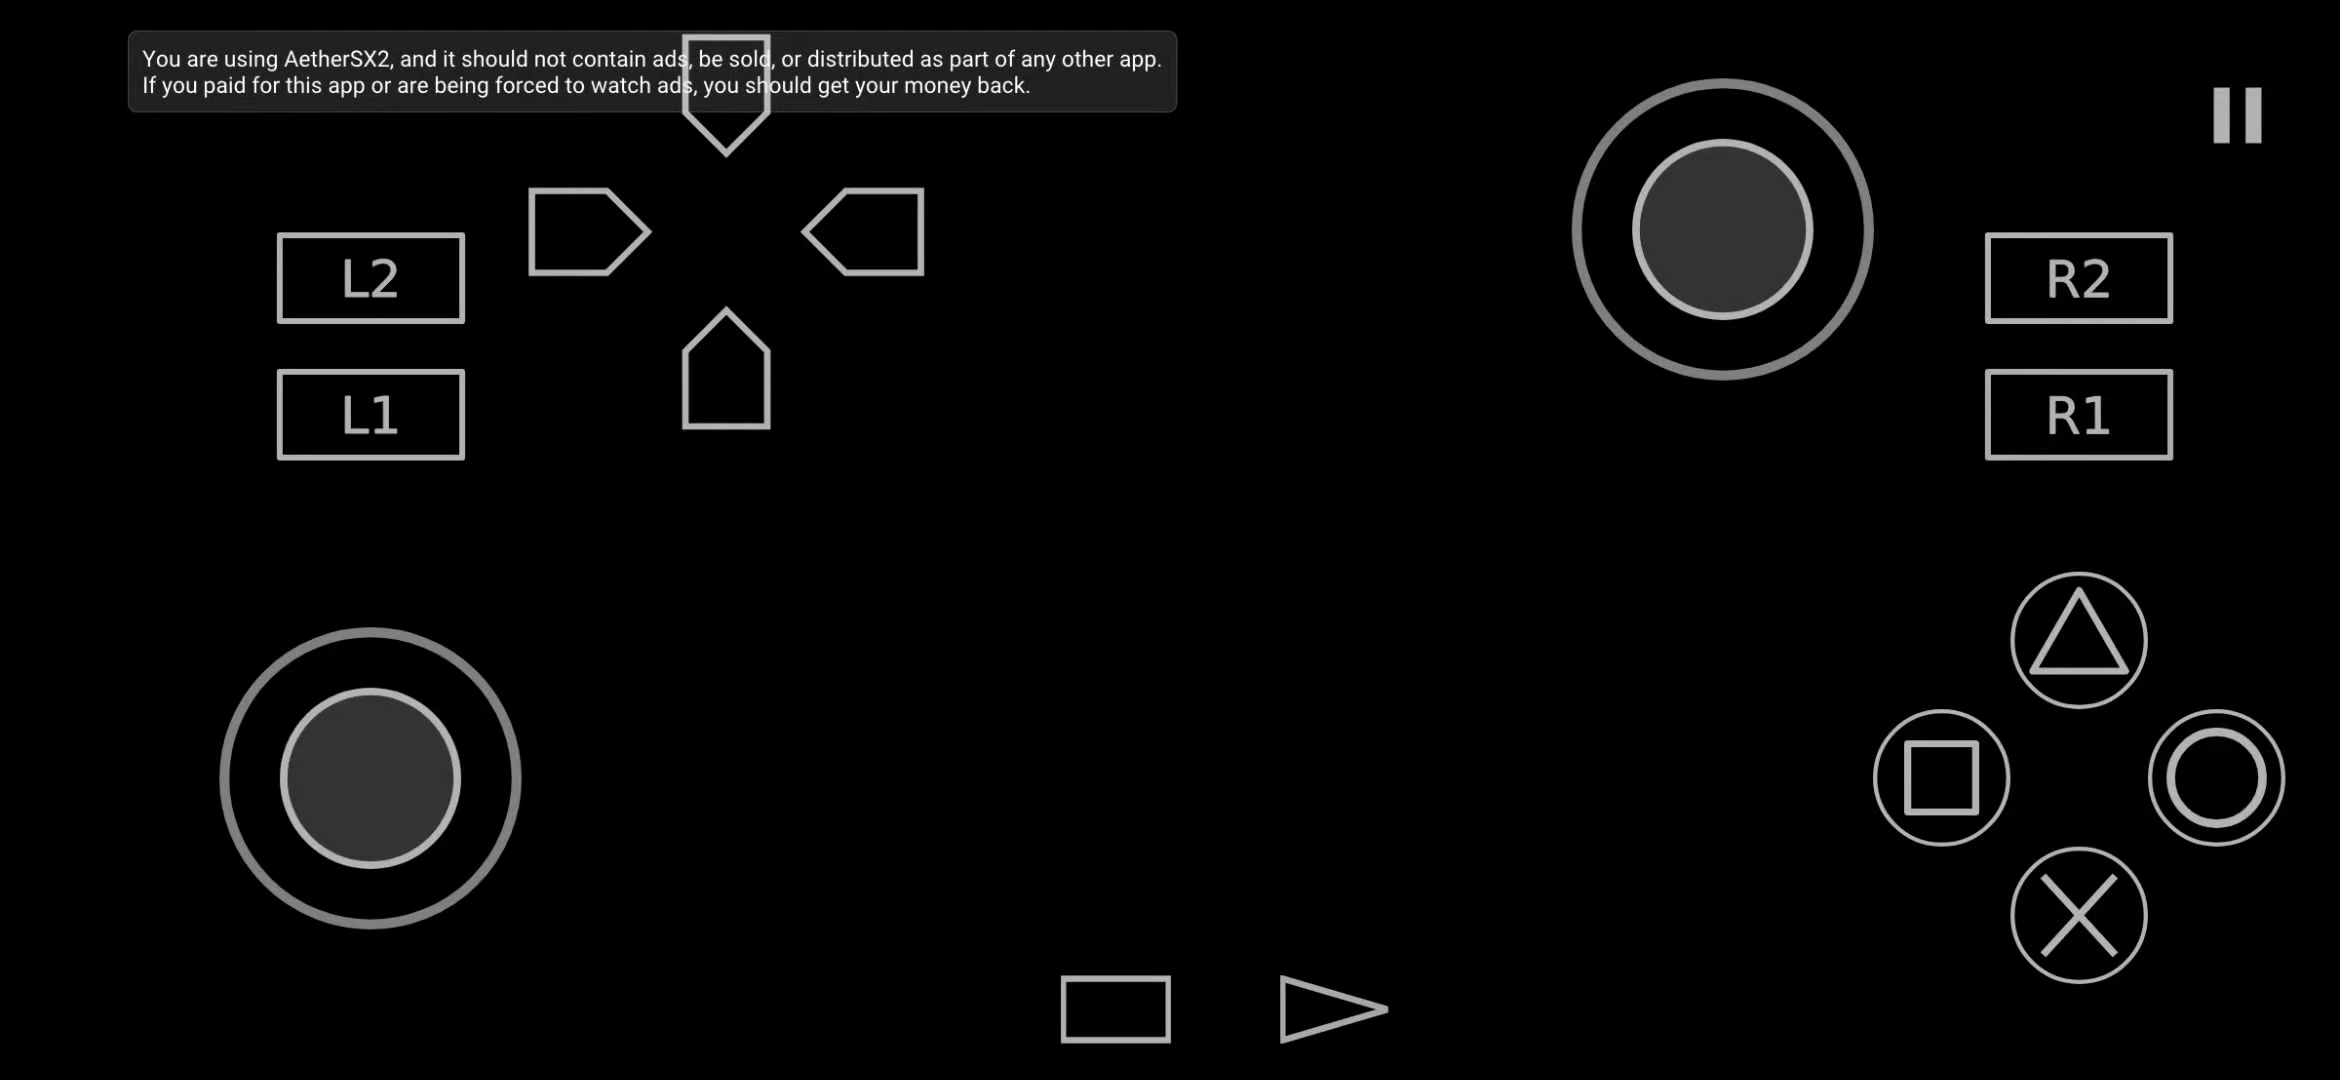 You are using AetherSX2, and it should not contain ads, be sold, or distributed as part of any other app.
If you paid for this app or are being forced to watch ads, you should get your money back.
L2
R2
L1
R1